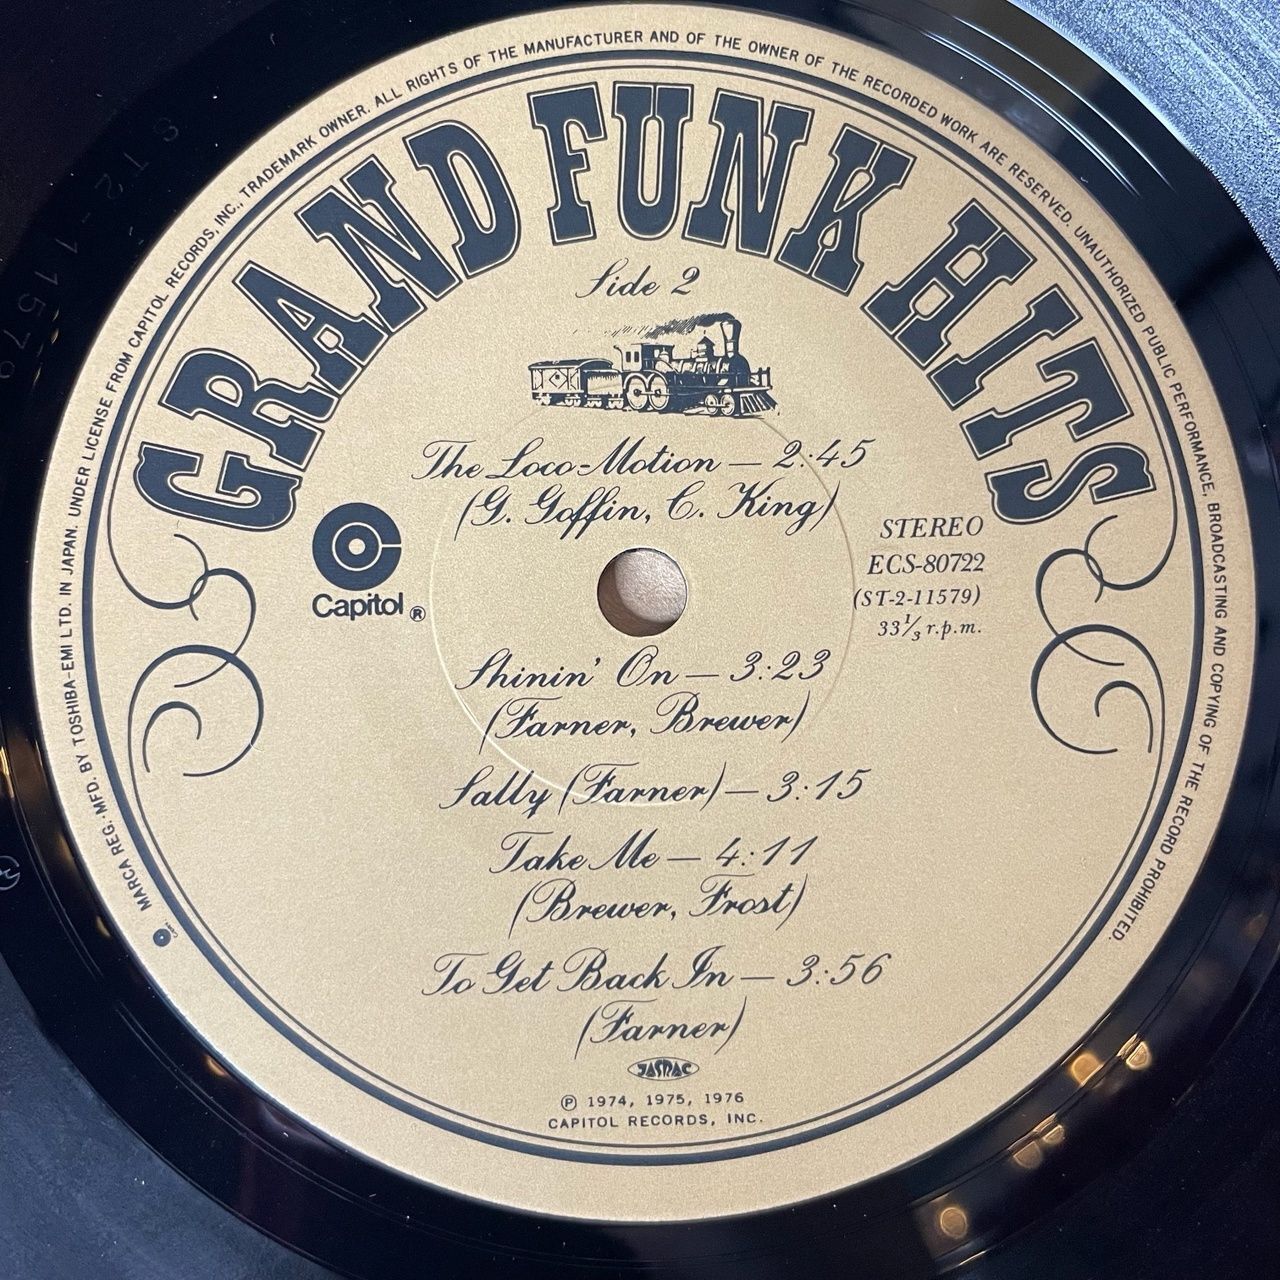 MARCA REG. MFD. BY TOSHIBA-EMI LTD. IN JAPAN. UNDER LICENSE FROM CAPITOL RECORDS, INC., TRADEMARK OWNER. ALL RIGHTS OF THE MANUFACTURER AND OF THE OWNER OF THE RECORDED WORK ARE RESERVED. UNAUTHORIZED PUBLIC PERFORMANCE, BROADCASTING AND COPYING OF THE RECORD PROHIBITED.
GRAND FUNK HITS
Side 2
The Loco-Motion — 2:45
(G. Goffin, C. King)
Capitol ®
STEREO
ECS-80722
(ST-2-11579)
33 1/3 r.p.m.
Shinin' On — 3:23
(Farner, Brewer)
Sally (Farner) — 3:15
Take Me — 4:11
(Brewer, Frost)
To Get Back In — 3:56
(Farner)
JASRAC
℗ 1974, 1975, 1976
CAPITOL RECORDS, INC.